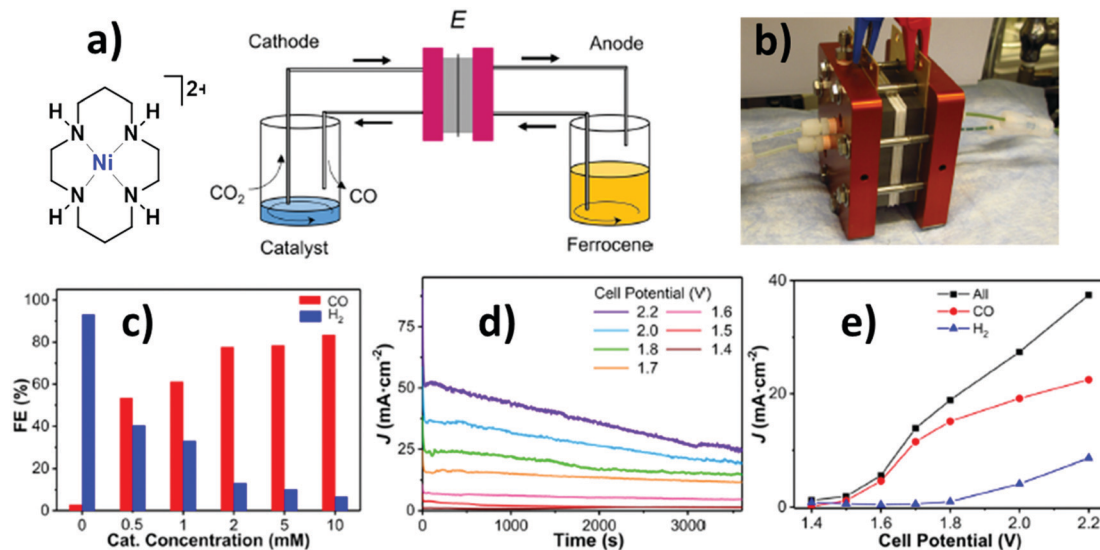 a)
]2+
H
H
N
N
Ni
N
N
H
H
E
Cathode
Anode
CO2
CO
Catalyst
Ferrocene
b)
c)
CO
H2
FE (%)
100
80
60
40
20
0
0 0.5 1 2 5 10
Cat. Concentration (mM)
d)
Cell Potential (V)
2.2 1.6
2.0 1.5
1.8 1.4
1.7
J (mA·cm-2)
75
50
25
0
0 1000 2000 3000
Time (s)
e)
All
CO
H2
J (mA·cm-2)
40
20
0
1.4 1.6 1.8 2.0 2.2
Cell Potential (V)